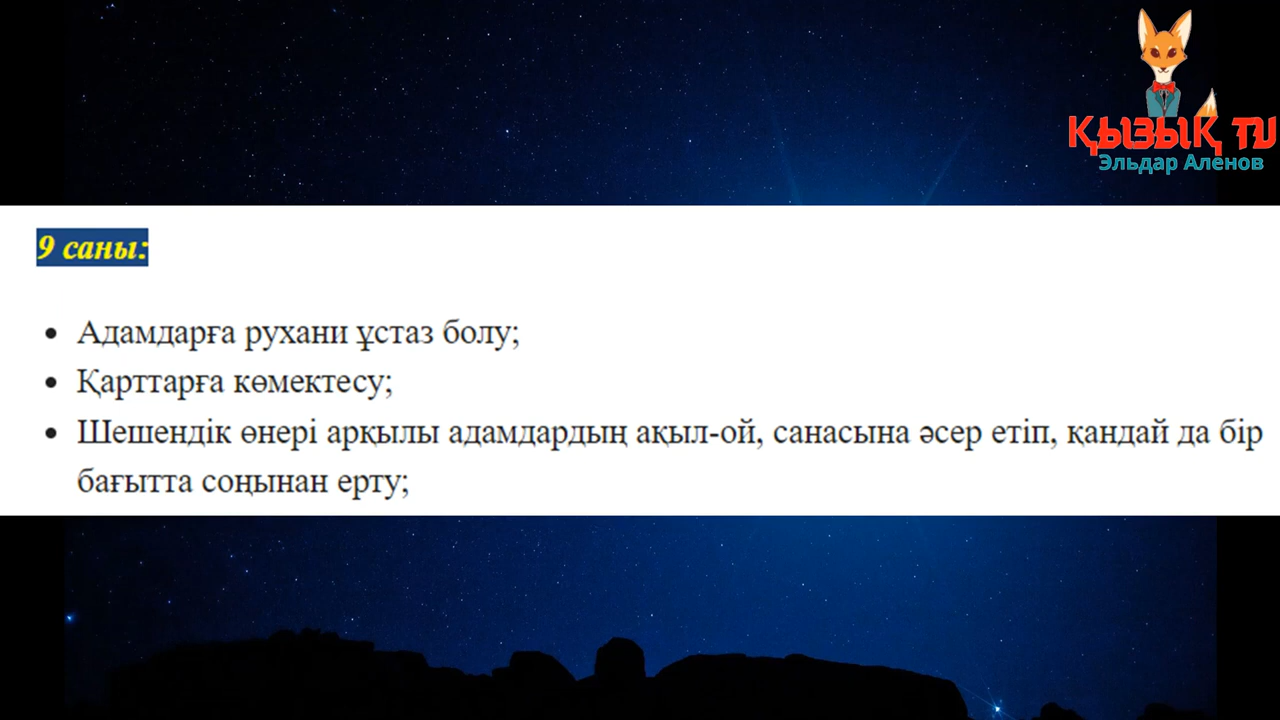 ҚЫЗЫҚ TV
Эльдар Аленов
9 саны:
• Адамдарға рухани ұстаз болу;
• Қарттарға көмектесу;
• Шешендік өнері арқылы адамдардың ақыл-ой, санасына әсер етіп, қандай да бір
бағытта соңынан ерту;